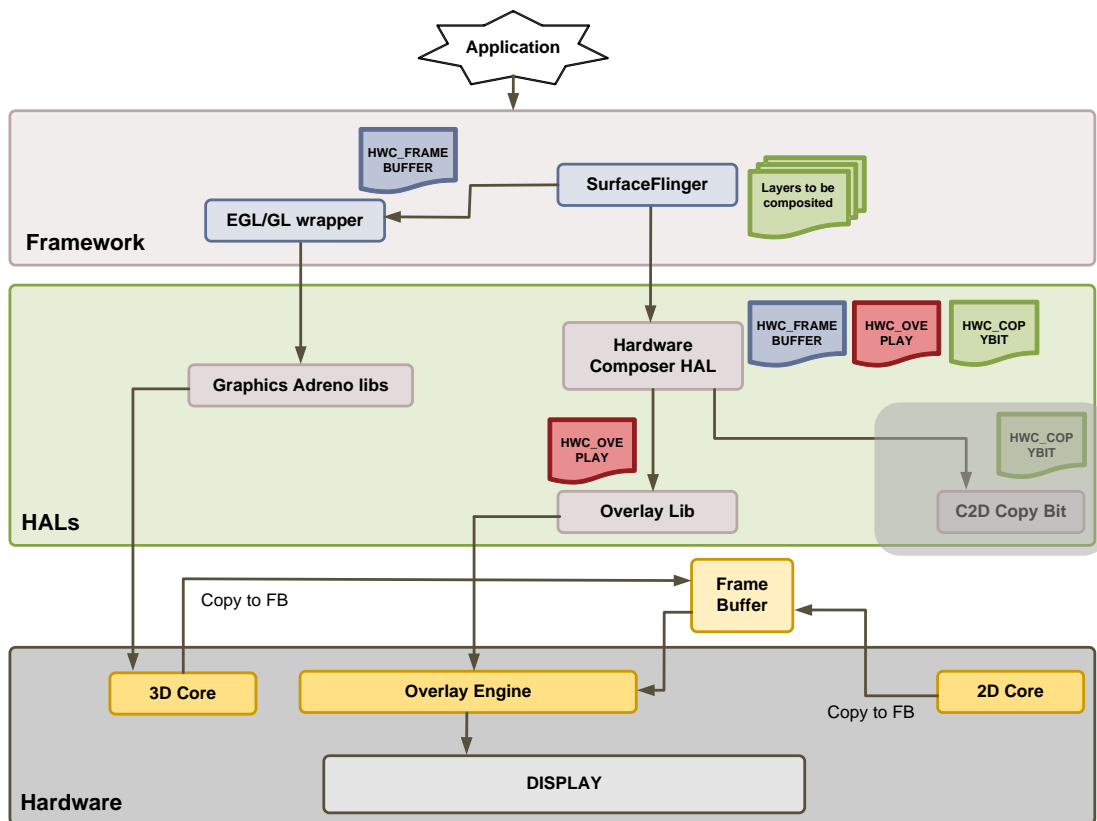 Application
HWC_FRAME
BUFFER
SurfaceFlinger
Layers to be
composited
EGL/GL wrapper
Framework
Hardware
Composer HAL
HWC_FRAME
BUFFER
HWC_OVE
PLAY
HWC_COP
YBIT
Graphics Adreno libs
HWC_OVE
PLAY
HWC_COP
YBIT
Overlay Lib
C2D Copy Bit
HALs
Frame
Buffer
Copy to FB
3D Core
Overlay Engine
2D Core
Copy to FB
DISPLAY
Hardware